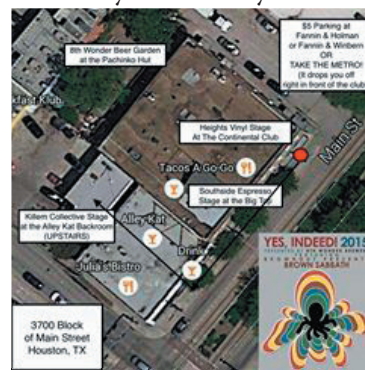 8th Wonder Beer Garden
at the Pachinko Hut
$5 Parking at
Fannin & Holman
or Fannin & Winbern
OR
TAKE THE METRO!
(It drops you off
right in front of the club)
kfast Klub
Heights Vinyl Stage
At The Continental Club
Main St
Tacos A Go-Go
Southside Espresso
Stage at the Big Top
Killem Collective Stage
at the Alley Kat Backroom
(UPSTAIRS)
Alley Kat
Drink
Julia's Bistro
3700 Block
of Main Street
Houston, TX
YES, INDEED! 2015
BROWN SABBATH